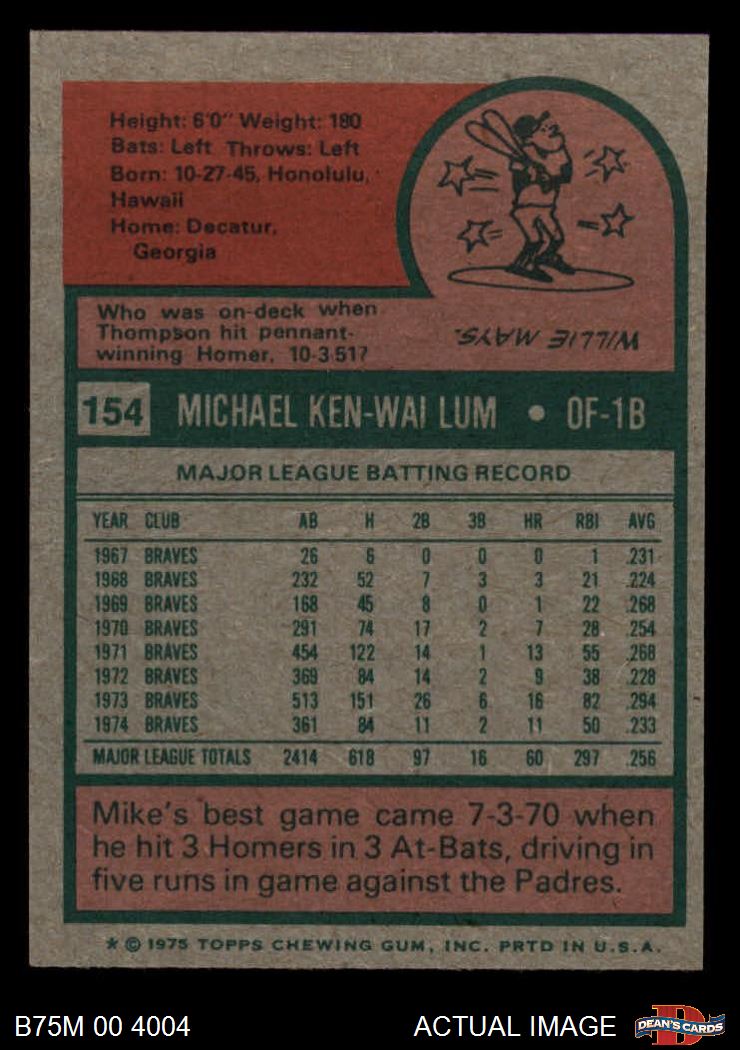 Height: 6'0" Weight: 180
Bats: Left Throws: Left
Born: 10-27-45, Honolulu,
Hawaii
Home: Decatur,
Georgia
Who was on-deck when
Thompson hit pennant-
winning Homer, 10-3-51?
WILLIE MAYS.
154 MICHAEL KEN-WAI LUM • OF-1B
MAJOR LEAGUE BATTING RECORD
YEAR CLUB AB H 2B 3B HR RBI AVG
1967 BRAVES 26 6 0 0 0 1 .231
1968 BRAVES 232 52 7 3 3 21 .224
1969 BRAVES 168 45 8 0 1 22 .268
1970 BRAVES 291 74 17 2 7 28 .254
1971 BRAVES 454 122 14 1 13 55 .268
1972 BRAVES 369 84 14 2 9 38 .228
1973 BRAVES 513 151 26 6 16 82 .294
1974 BRAVES 361 84 11 2 11 50 .233
MAJOR LEAGUE TOTALS 2414 618 97 16 60 297 .256
Mike's best game came 7-3-70 when
he hit 3 Homers in 3 At-Bats, driving in
five runs in game against the Padres.
* © 1975 TOPPS CHEWING GUM, INC. PRTD IN U.S.A.
B75M 00 4004 ACTUAL IMAGE
DEAN'S CARDS